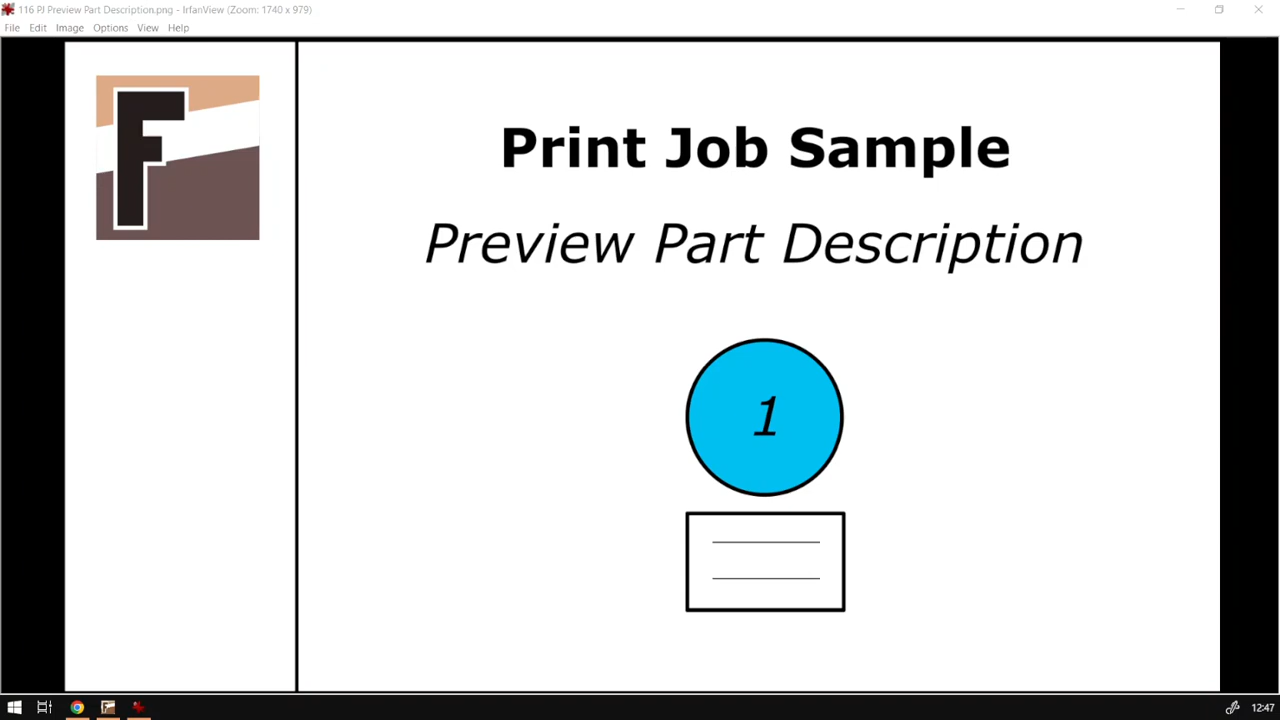 116 PJ Preview Part Description.png - IrfanView (Zoom: 1740 x 979)
File Edit Image Options View Help
F
Print Job Sample
Preview Part Description
1
12:47